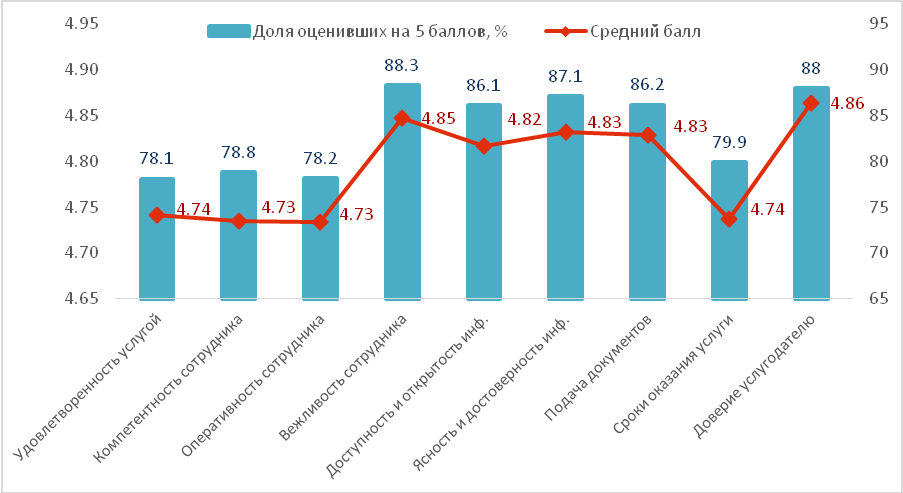 Доля оценивших на 5 баллов, %
Средний балл
4.95
4.90
4.85
4.80
4.75
4.70
4.65
95
90
85
80
75
70
65
78.1
78.8
78.2
88.3
86.1
87.1
86.2
79.9
88
4.74
4.73
4.73
4.85
4.82
4.83
4.83
4.74
4.86
Удовлетворенность услугой
Компетентность сотрудника
Оперативность сотрудника
Вежливость сотрудника
Доступность и открытость инф.
Ясность и достоверность инф.
Подача документов
Сроки оказания услуги
Доверие услугодателю